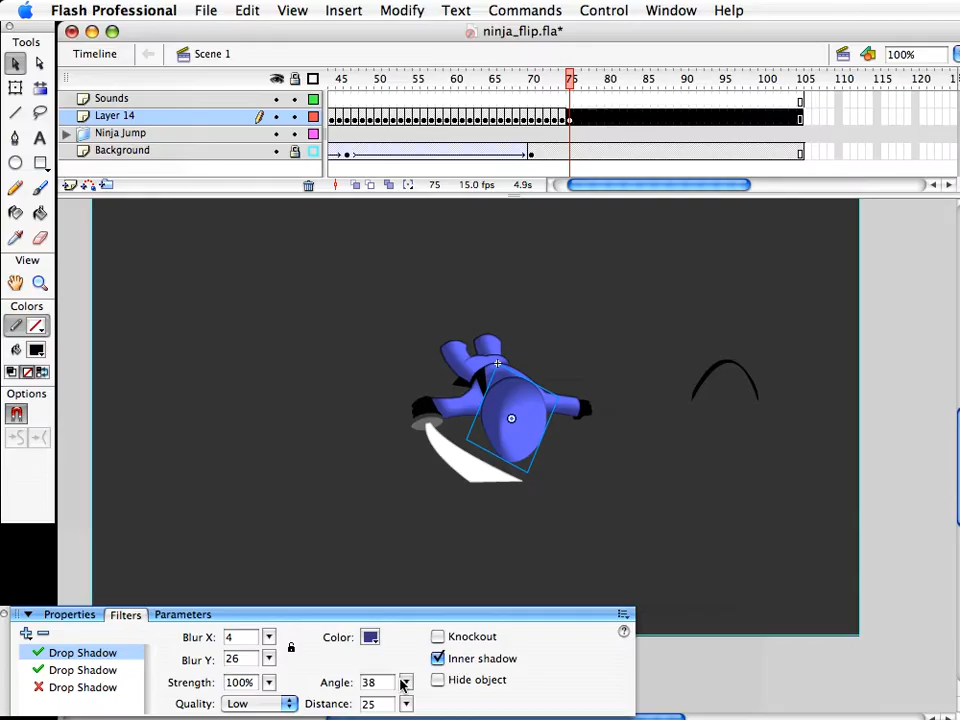 Flash Professional File Edit View Insert Modify Text Commands Control Window Help
ninja_flip.fla*
Tools
Timeline Scene 1 100%
45 50 55 60 65 70 75 80 85 90 95 100 105 110 115 120 125
Sounds
Layer 14
Ninja Jump
Background
75 15.0 fps 4.9s
A
View
Colors
Options
Properties Filters Parameters
Blur X: 4 Color: Knockout
Drop Shadow Blur Y: 26 Inner shadow
Drop Shadow Strength: 100% Angle: 38 Hide object
Drop Shadow Quality: Low Distance: 25
?